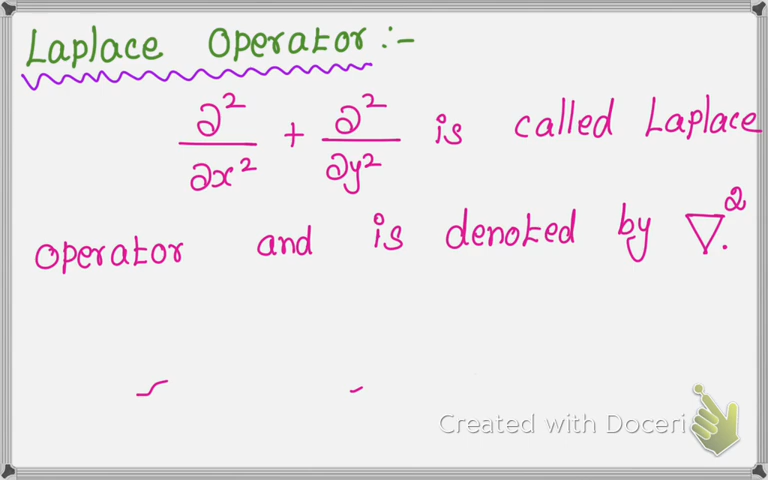 Laplace Operator :-
∂²/∂x² + ∂²/∂y² is called Laplace
operator and is denoted by ∇².
Created with Doceri